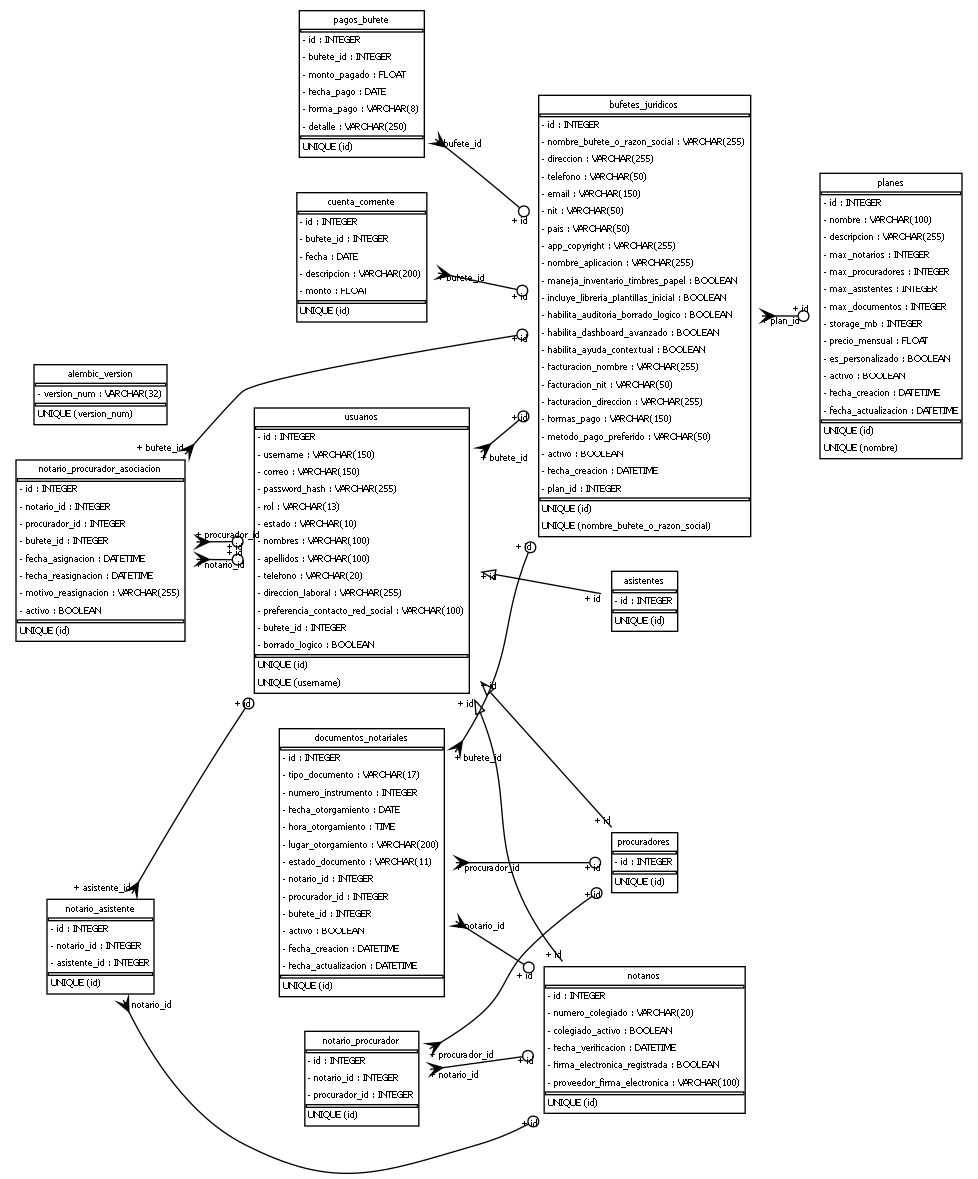 pagos_bufete
- id : INTEGER
- bufete_id : INTEGER
- monto_pagado : FLOAT
- fecha_pago : DATE
- forma_pago : VARCHAR(8)
- detalle : VARCHAR(250)
UNIQUE (id)
+ bufete_id
+ id
cuenta_corriente
- id : INTEGER
- bufete_id : INTEGER
- fecha : DATE
- descripcion : VARCHAR(200)
- monto : FLOAT
UNIQUE (id)
+ bufete_id
+ id
bufetes_juridicos
- id : INTEGER
- nombre_bufete_o_razon_social : VARCHAR(255)
- direccion : VARCHAR(255)
- telefono : VARCHAR(50)
- email : VARCHAR(150)
- nit : VARCHAR(50)
- pais : VARCHAR(50)
- app_copyright : VARCHAR(255)
- nombre_aplicacion : VARCHAR(255)
- maneja_inventario_timbres_papel : BOOLEAN
- incluye_libreria_plantillas_inicial : BOOLEAN
- habilita_auditoria_borrado_logico : BOOLEAN
- habilita_dashboard_avanzado : BOOLEAN
- habilita_ayuda_contextual : BOOLEAN
- facturacion_nombre : VARCHAR(255)
- facturacion_nit : VARCHAR(50)
- facturacion_direccion : VARCHAR(255)
- formas_pago : VARCHAR(150)
- metodo_pago_preferido : VARCHAR(50)
- activo : BOOLEAN
- fecha_creacion : DATETIME
- plan_id : INTEGER
UNIQUE (id)
UNIQUE (nombre_bufete_o_razon_social)
+ id
+ plan_id
planes
- id : INTEGER
- nombre : VARCHAR(100)
- descripcion : VARCHAR(255)
- max_notarios : INTEGER
- max_procuradores : INTEGER
- max_asistentes : INTEGER
- max_documentos : INTEGER
- storage_mb : INTEGER
- precio_mensual : FLOAT
- es_personalizado : BOOLEAN
- activo : BOOLEAN
- fecha_creacion : DATETIME
- fecha_actualizacion : DATETIME
UNIQUE (id)
UNIQUE (nombre)
alembic_version
- version_num : VARCHAR(32)
UNIQUE (version_num)
+ id
+ bufete_id
notario_procurador_asociacion
- id : INTEGER
- notario_id : INTEGER
- procurador_id : INTEGER
- bufete_id : INTEGER
- fecha_asignacion : DATETIME
- fecha_reasignacion : DATETIME
- motivo_reasignacion : VARCHAR(255)
- activo : BOOLEAN
UNIQUE (id)
+ procurador_id
+ id
+ id
+ notario_id
usuarios
- id : INTEGER
- username : VARCHAR(150)
- correo : VARCHAR(150)
- password_hash : VARCHAR(255)
- rol : VARCHAR(13)
- estado : VARCHAR(10)
- nombres : VARCHAR(100)
- apellidos : VARCHAR(100)
- telefono : VARCHAR(20)
- direccion_laboral : VARCHAR(255)
- preferencia_contacto_red_social : VARCHAR(100)
- bufete_id : INTEGER
- borrado_logico : BOOLEAN
UNIQUE (id)
UNIQUE (username)
+ id
+ bufete_id
+ id
+ id
+ id
asistentes
- id : INTEGER
UNIQUE (id)
+ id
+ id
+ id
documentos_notariales
- id : INTEGER
- tipo_documento : VARCHAR(17)
- numero_instrumento : INTEGER
- fecha_otorgamiento : DATE
- hora_otorgamiento : TIME
- lugar_otorgamiento : VARCHAR(200)
- estado_documento : VARCHAR(11)
- notario_id : INTEGER
- procurador_id : INTEGER
- bufete_id : INTEGER
- activo : BOOLEAN
- fecha_creacion : DATETIME
- fecha_actualizacion : DATETIME
UNIQUE (id)
+ bufete_id
+ id
procuradores
- id : INTEGER
UNIQUE (id)
+ procurador_id
+ id
+ id
+ notario_id
+ id
+ id
+ asistente_id
notario_asistente
- id : INTEGER
- notario_id : INTEGER
- asistente_id : INTEGER
UNIQUE (id)
+ notario_id
notarios
- id : INTEGER
- numero_colegiado : VARCHAR(20)
- colegiado_activo : BOOLEAN
- fecha_verificacion : DATETIME
- firma_electronica_registrada : BOOLEAN
- proveedor_firma_electronica : VARCHAR(100)
UNIQUE (id)
notario_procurador
- id : INTEGER
- notario_id : INTEGER
- procurador_id : INTEGER
UNIQUE (id)
+ procurador_id
+ id
+ notario_id
+ id